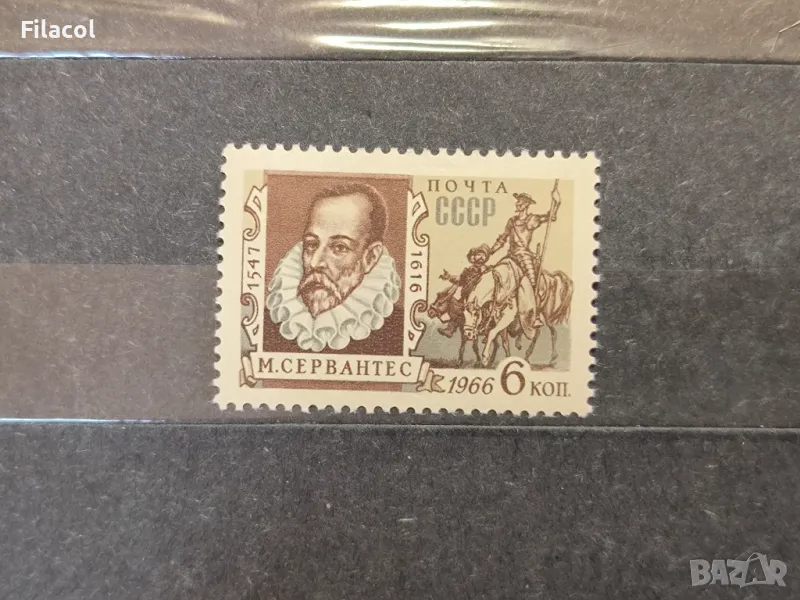 Filacol
ПОЧТА
СССР
1547
1616
М.СЕРВАНТЕС
1966 6 КОП.
BAZAR